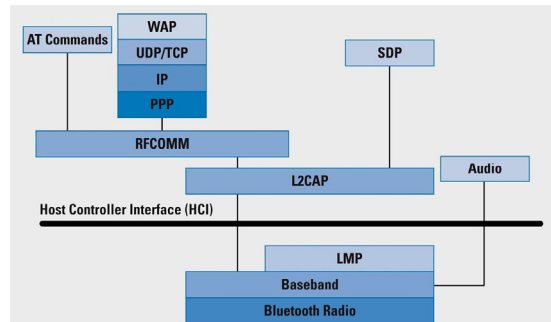 WAP
AT Commands
UDP/TCP
SDP
IP
PPP
RFCOMM
Audio
L2CAP
Host Controller Interface (HCI)
LMP
Baseband
Bluetooth Radio